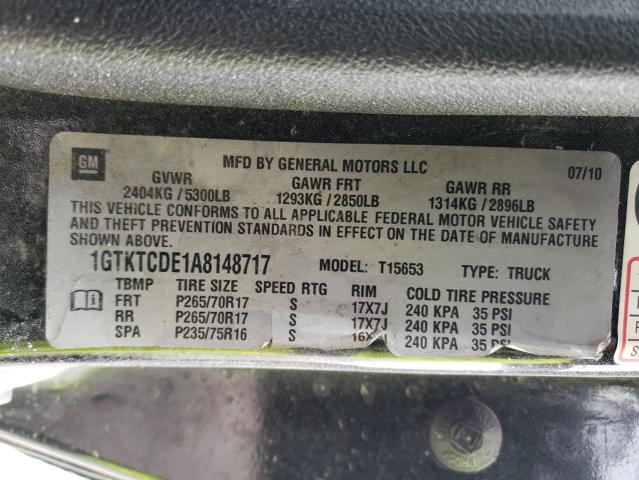 GM
MFD BY GENERAL MOTORS LLC 07/10
GVWR GAWR FRT GAWR RR
2404KG / 5300LB 1293KG / 2850LB 1314KG / 2896LB
THIS VEHICLE CONFORMS TO ALL APPLICABLE FEDERAL MOTOR VEHICLE SAFETY
AND THEFT PREVENTION STANDARDS IN EFFECT ON THE DATE OF MANUFACTURE
SHOWN ABOVE.
1GTKTCDE1A8148717 MODEL: T15653 TYPE: TRUCK
TBMP TIRE SIZE SPEED RTG RIM COLD TIRE PRESSURE
FRT P265/70R17 S 17X7J 240 KPA 35 PSI
RR P265/70R17 S 17X7J 240 KPA 35 PSI
SPA P235/75R16 S 16X 240 KPA 35 PSI